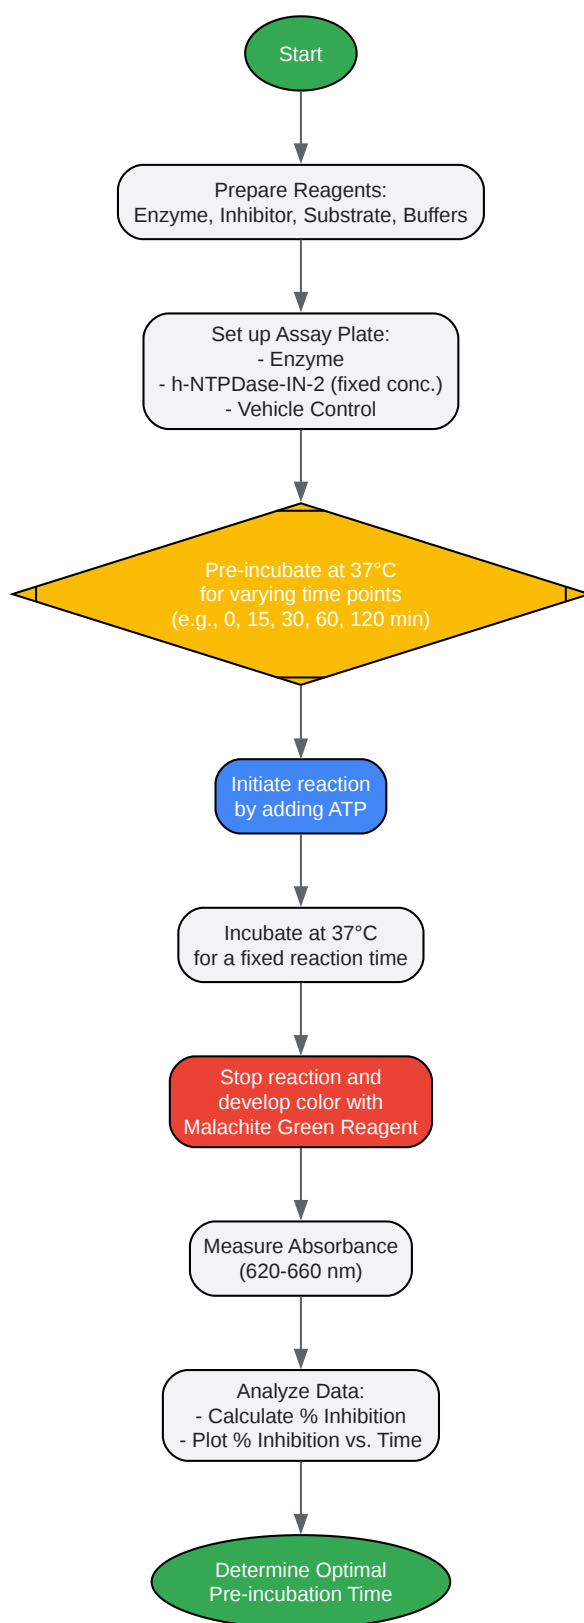 Start
Prepare Reagents:
Enzyme, Inhibitor, Substrate, Buffers
Set up Assay Plate:
- Enzyme
- h-NTPDase-IN-2 (fixed conc.)
- Vehicle Control
Pre-incubate at 37°C
for varying time points
(e.g., 0, 15, 30, 60, 120 min)
Initiate reaction
by adding ATP
Incubate at 37°C
for a fixed reaction time
Stop reaction and
develop color with
Malachite Green Reagent
Measure Absorbance
(620-660 nm)
Analyze Data:
- Calculate % Inhibition
- Plot % Inhibition vs. Time
Determine Optimal
Pre-incubation Time